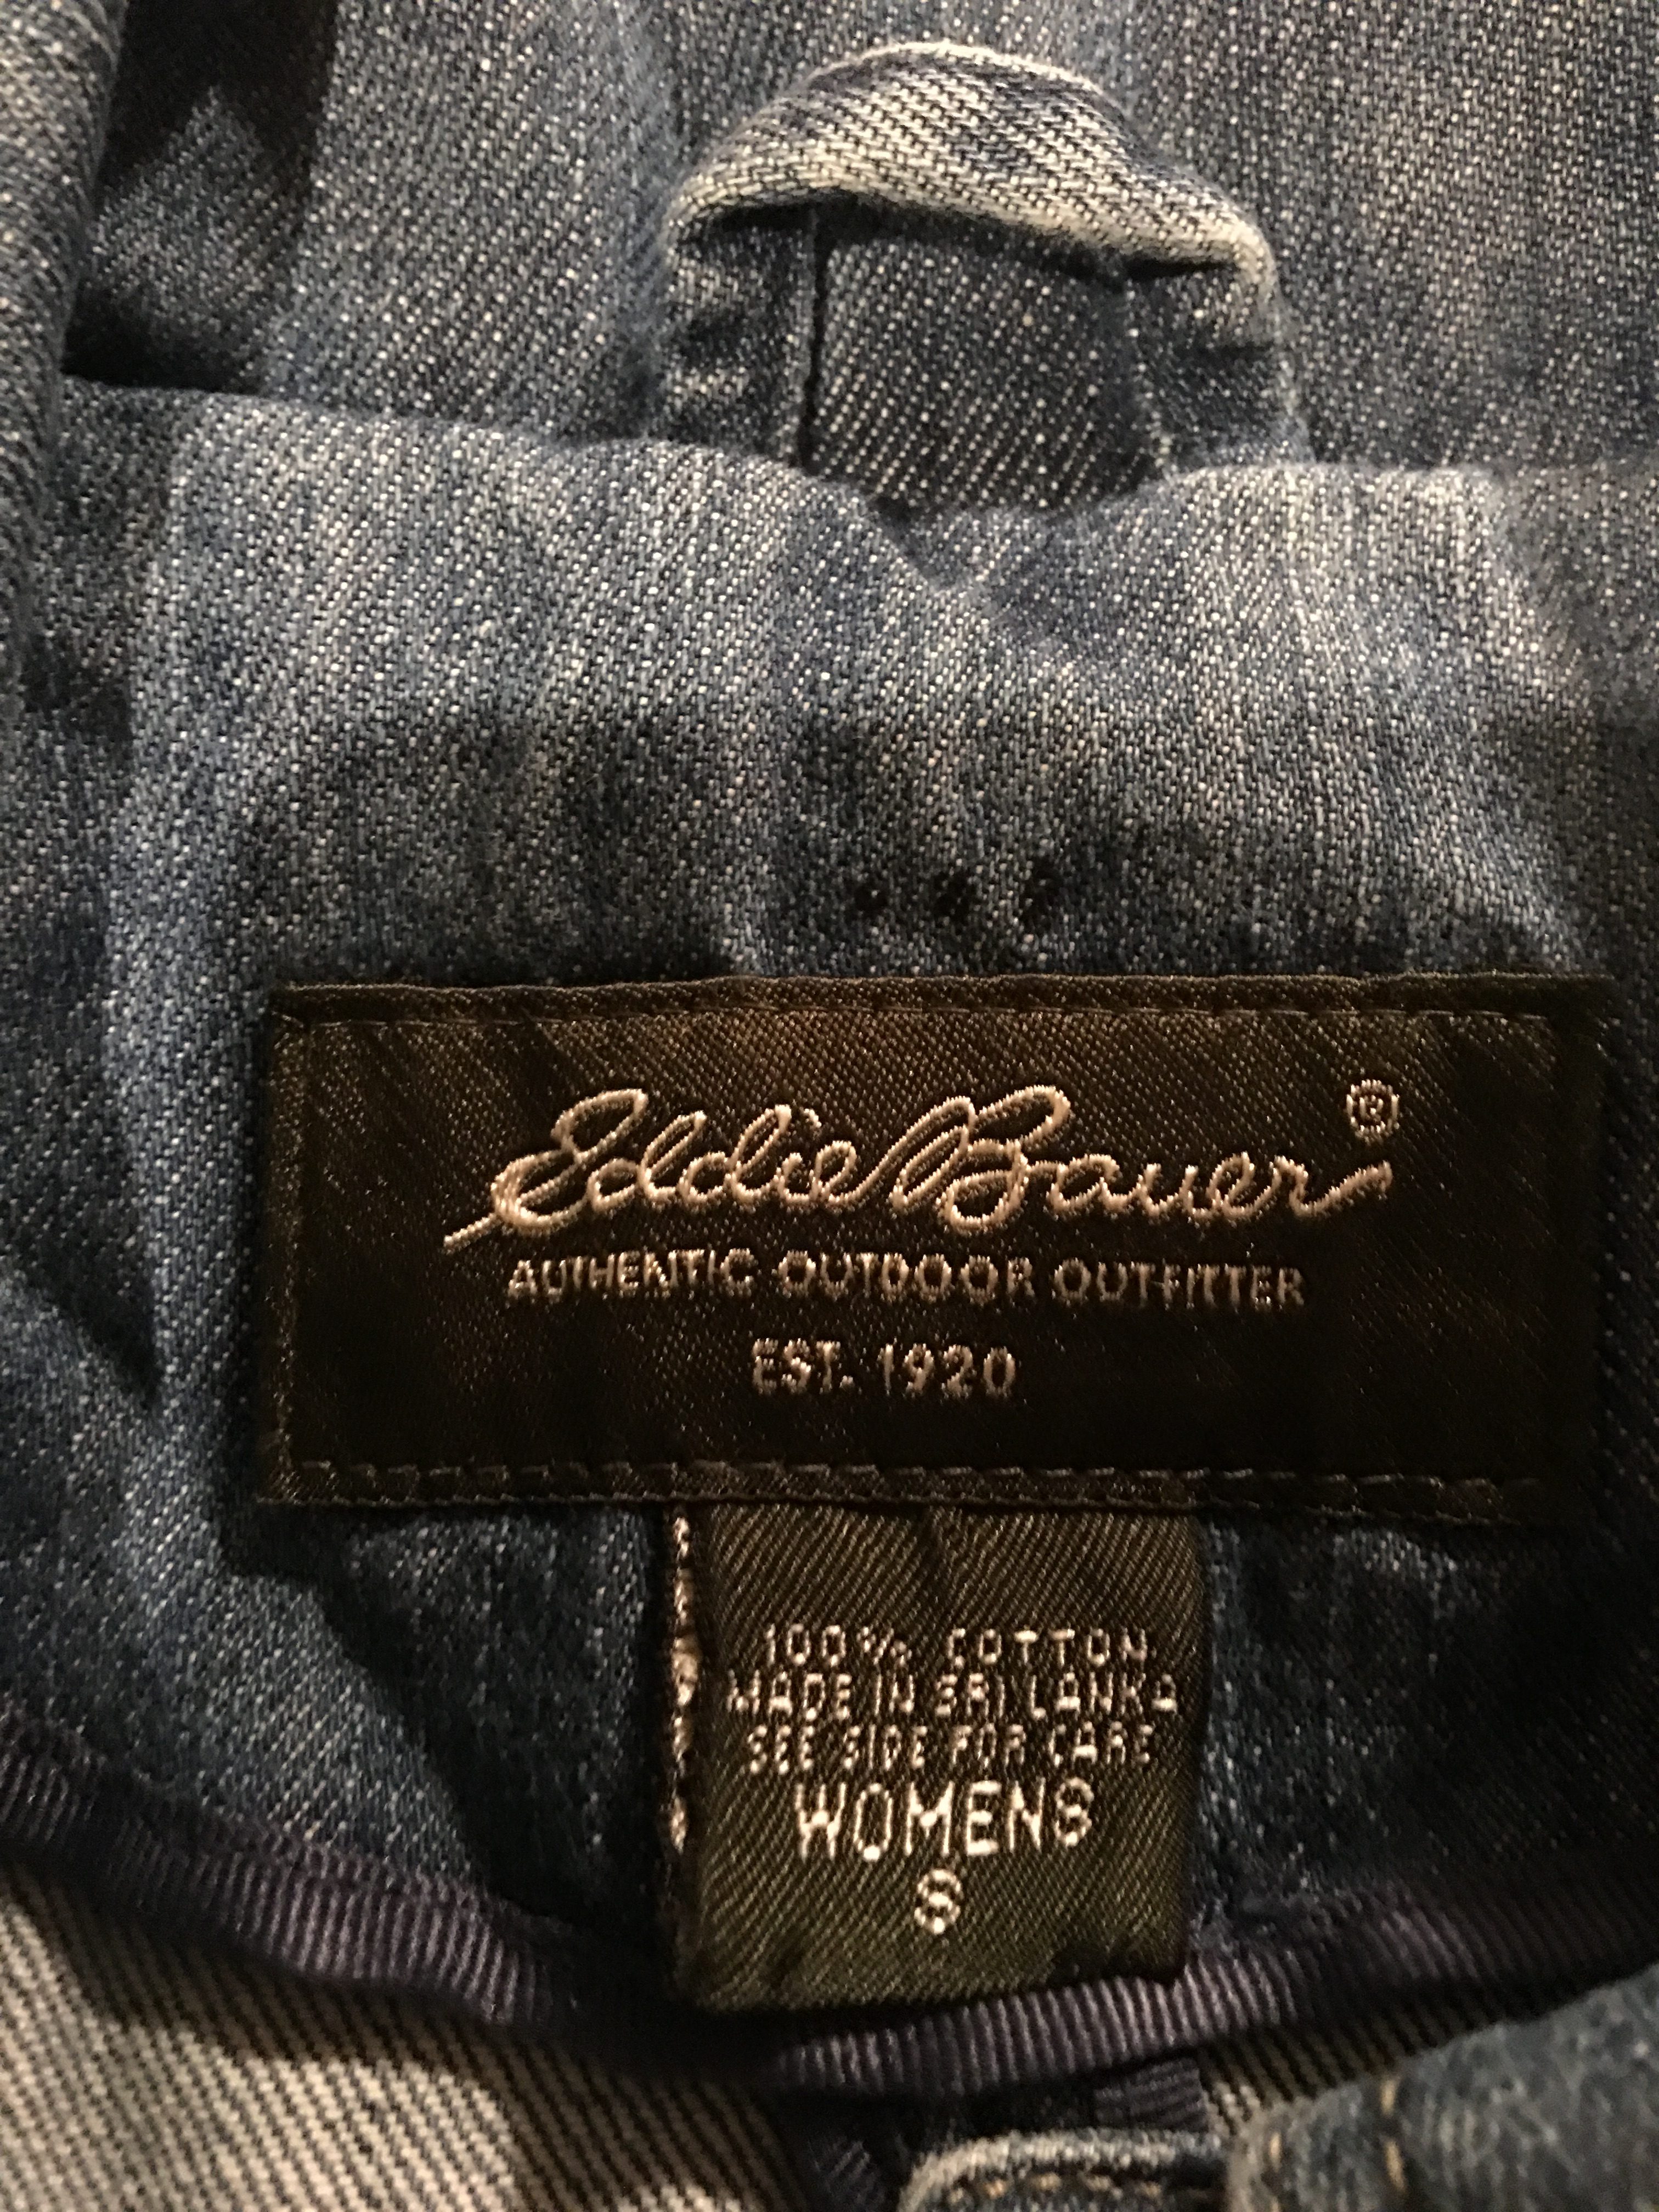 Eddie Bauer ®
AUTHENTIC OUTDOOR OUTFITTER
EST. 1920
100% COTTON
MADE IN SRI LANKA
SEE SIDE FOR CARE
WOMENS
S